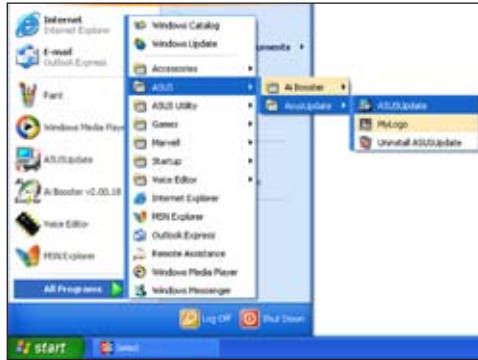 Internet
Internet Explorer
E-mail
Outlook Express
Paint
Windows Media Player
ASUSUpdate
Ai Booster v2.00.18
Voice Editor
MSN Explorer
All Programs
Windows Catalog
Windows Update
Accessories
ASUS
ASUS Utility
Games
Marvell
Startup
Voice Editor
Internet Explorer
MSN Explorer
Outlook Express
Remote Assistance
Windows Media Player
Windows Messenger
uments
Ai Booster
AsusUpdate
ASUSUpdate
MyLogo
Uninstall ASUSUpdate
Log Off
Shut Down
start
Select